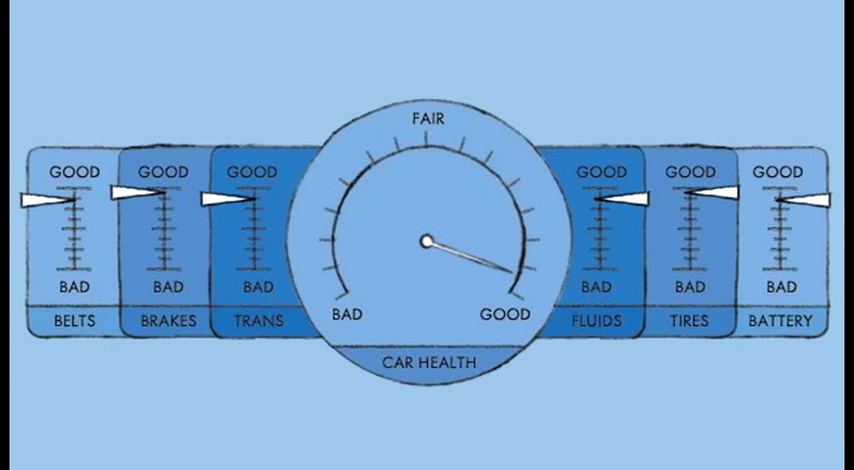 FAIR
GOOD GOOD GOOD GOOD GOOD GOOD
BAD BAD BAD BAD BAD BAD
BAD GOOD
BELTS BRAKES TRANS FLUIDS TIRES BATTERY
CAR HEALTH